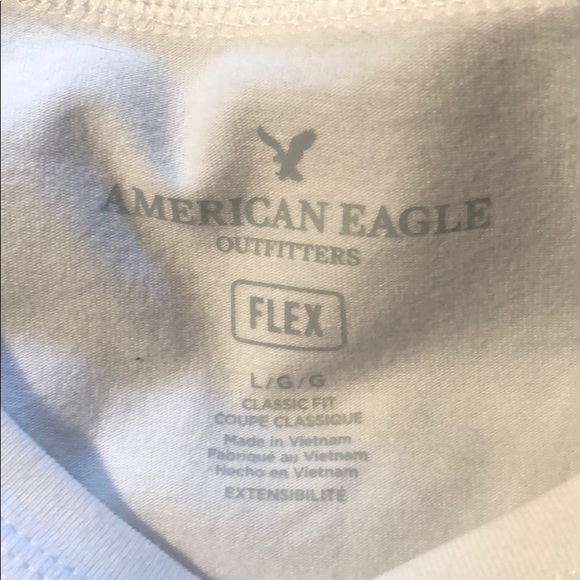 AMERICAN EAGLE
OUTFITTERS
FLEX
L/G/G
CLASSIC FIT
COUPE CLASSIQUE
Made in Vietnam
Fabriqué au Vietnam
Hecho en Vietnam
EXTENSIBILITÉ